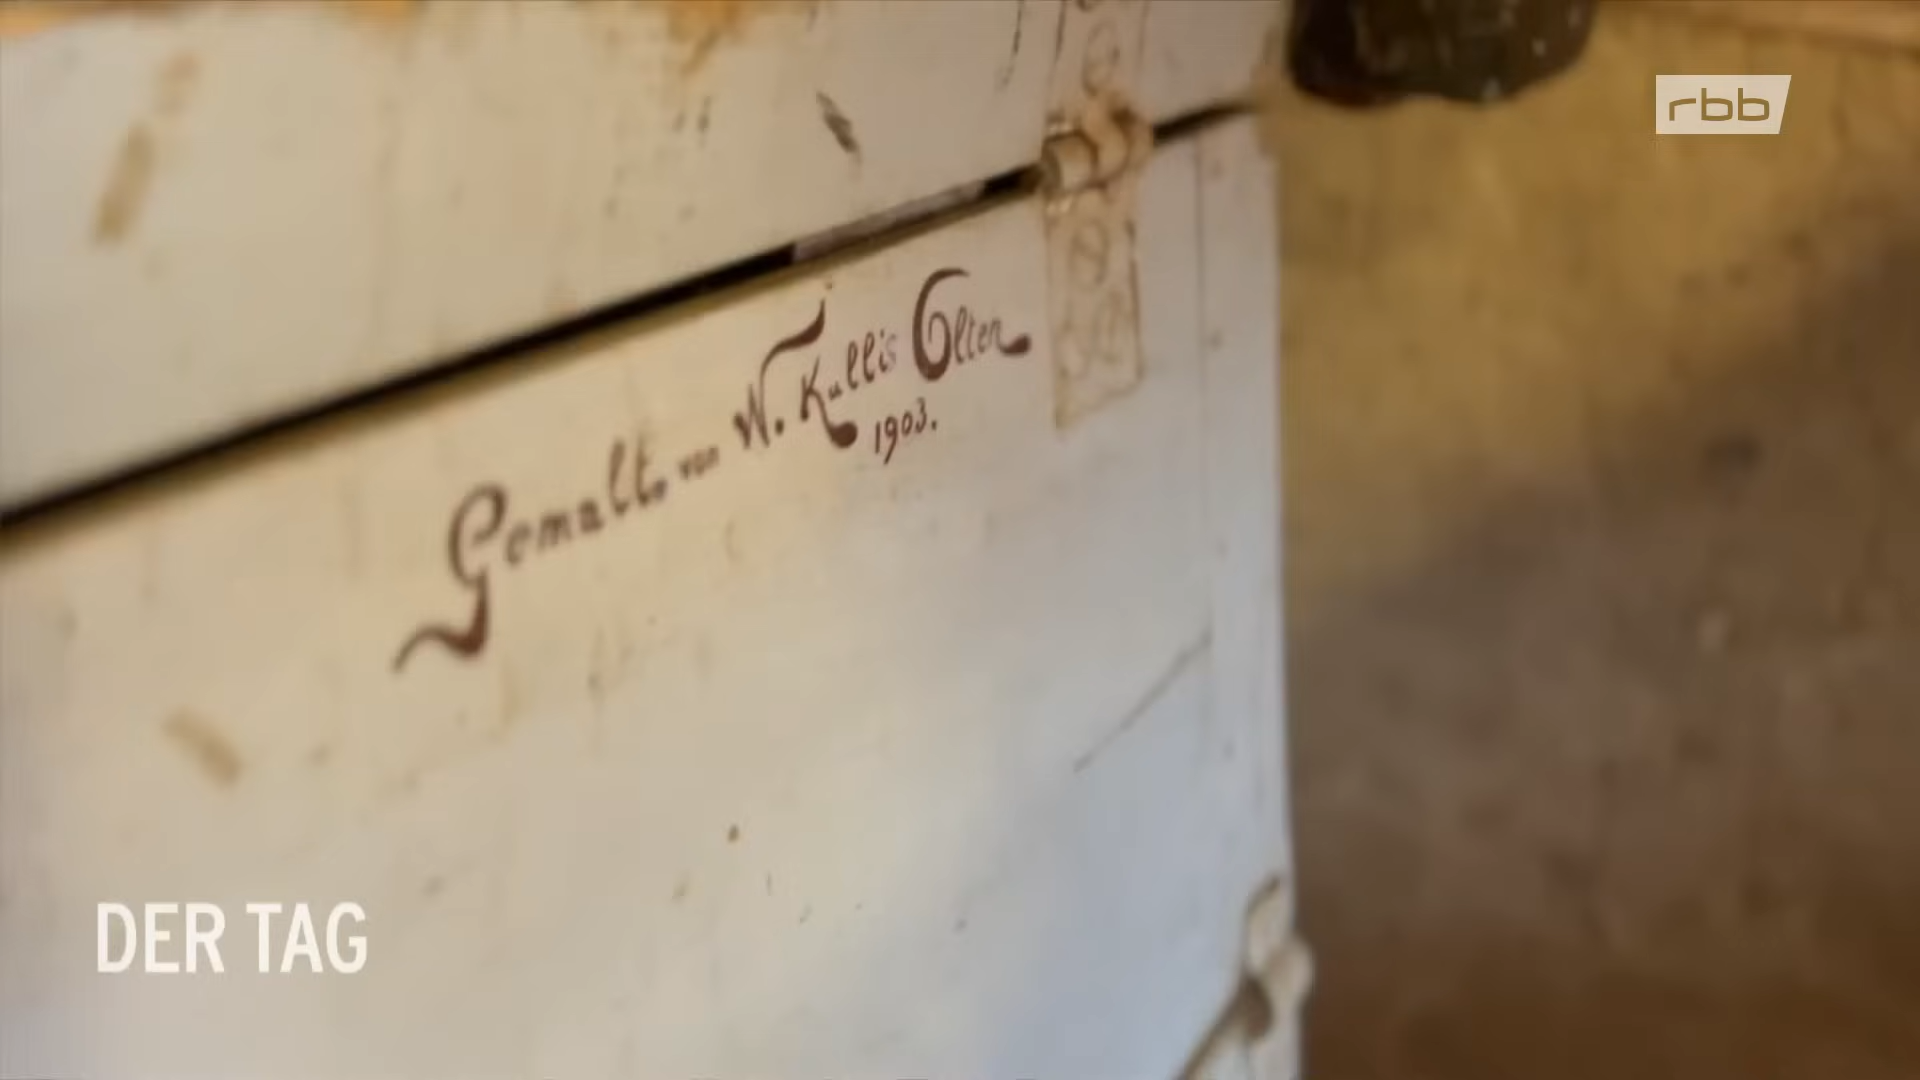 rbb
Gemalt. von W. Kullis Olten
1903.
DER TAG